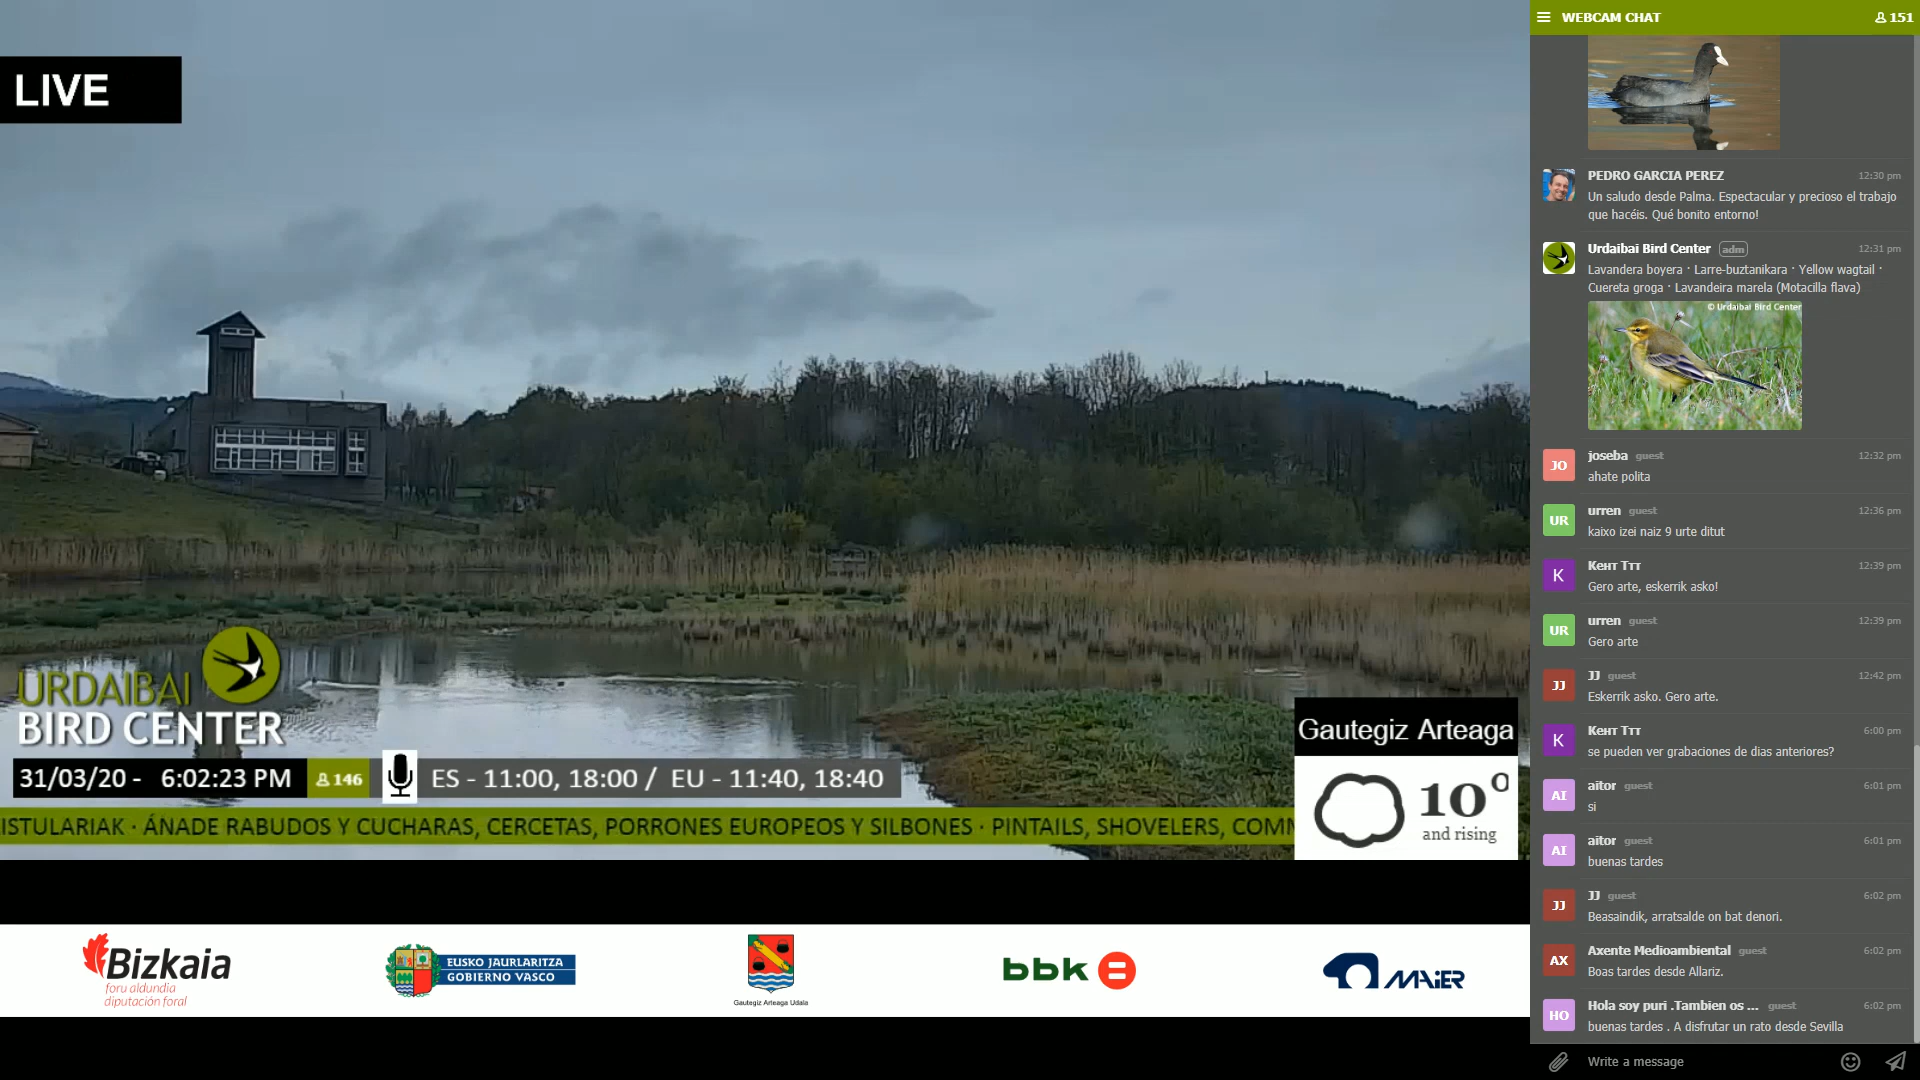 LIVE
URDAIBAI
BIRD CENTER
31/03/20 - 6:02:23 PM
146
ES - 11:00, 18:00 / EU - 11:40, 18:40
ISTULARIAK · ÁNADE RABUDOS Y CUCHARAS, CERCETAS, PORRONES EUROPEOS Y SILBONES · PINTAILS, SHOVELERS, COMM
Gautegiz Arteaga
10°
and rising
Bizkaia
foru aldundia
diputación foral
EUSKO JAURLARITZA
GOBIERNO VASCO
Gautegiz Arteaga Udala
bbk
MAIER
WEBCAM CHAT
151
PEDRO GARCIA PEREZ 12:30 pm
Un saludo desde Palma. Espectacular y precioso el trabajo
que hacéis. Qué bonito entorno!
Urdaibai Bird Center adm 12:31 pm
Lavandera boyera · Larre-buztanikara · Yellow wagtail ·
Cuereta groga · Lavandeira marela (Motacilla flava)
© Urdaibai Bird Center
JO joseba guest 12:32 pm
ahate polita
UR urren guest 12:36 pm
kaixo izei naiz 9 urte ditut
K Кент Ттт 12:39 pm
Gero arte, eskerrik asko!
UR urren guest 12:39 pm
Gero arte
JJ JJ guest 12:42 pm
Eskerrik asko. Gero arte.
K Кент Ттт 6:00 pm
se pueden ver grabaciones de dias anteriores?
AI aitor guest 6:01 pm
si
AI aitor guest 6:01 pm
buenas tardes
JJ JJ guest 6:02 pm
Beasaindik, arratsalde on bat denori.
AX Axente Medioambiental guest 6:02 pm
Boas tardes desde Allariz.
HO Hola soy puri .Tambien os ... guest 6:02 pm
buenas tardes . A disfrutar un rato desde Sevilla
Write a message